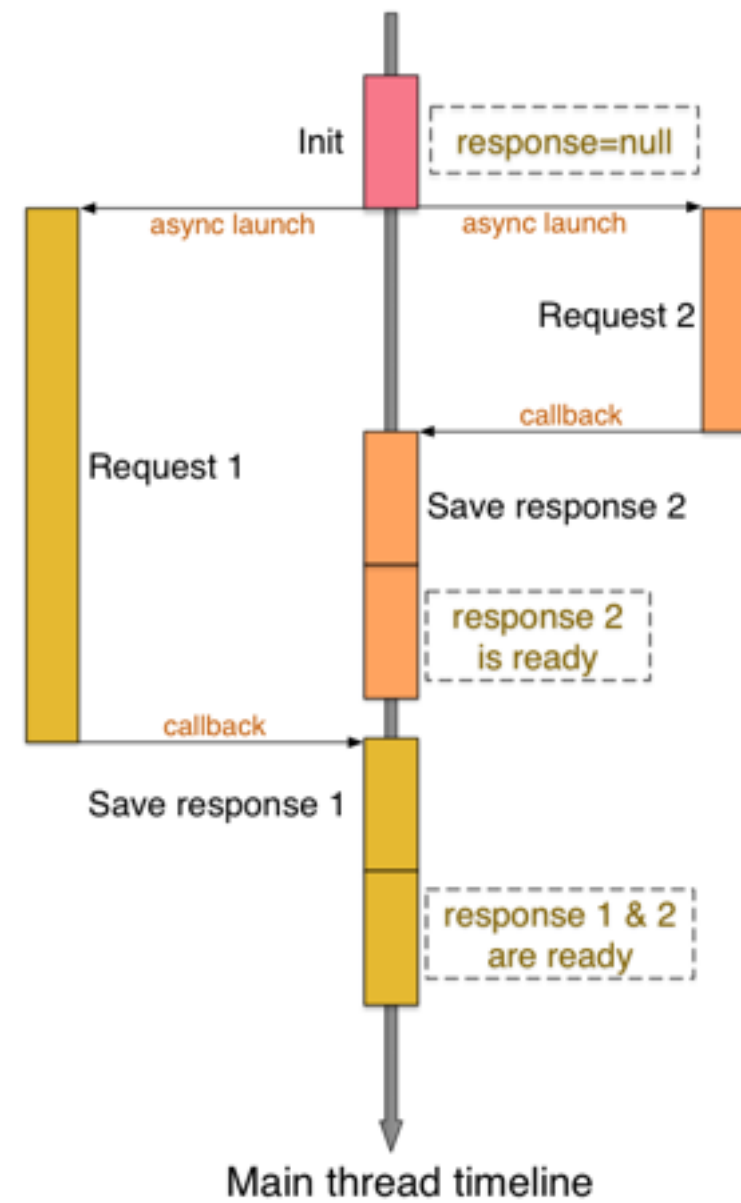 Init
response=null
async launch
async launch
Request 2
callback
Request 1
Save response 2
response 2
is ready
callback
Save response 1
response 1 & 2
are ready
Main thread timeline